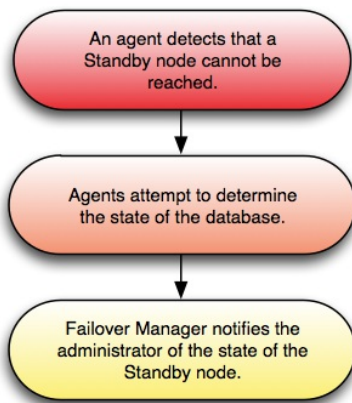 An agent detects that a
Standby node cannot be
reached.
Agents attempt to determine
the state of the database.
Failover Manager notifies the
administrator of the state of the
Standby node.